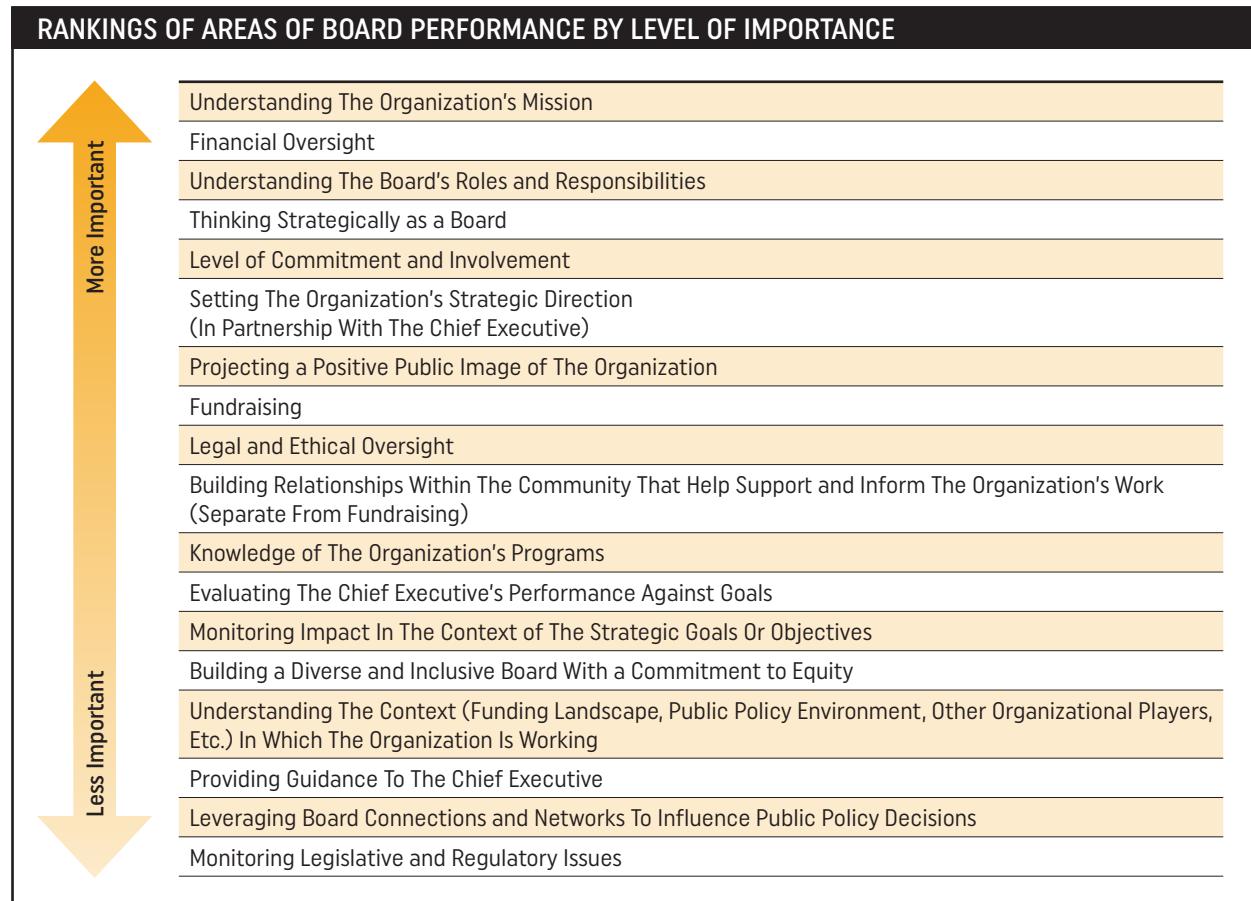 RANKINGS OF AREAS OF BOARD PERFORMANCE BY LEVEL OF IMPORTANCE
More Important
Less Important
Understanding The Organization's Mission
Financial Oversight
Understanding The Board's Roles and Responsibilities
Thinking Strategically as a Board
Level of Commitment and Involvement
Setting The Organization's Strategic Direction
(In Partnership With The Chief Executive)
Projecting a Positive Public Image of The Organization
Fundraising
Legal and Ethical Oversight
Building Relationships Within The Community That Help Support and Inform The Organization's Work
(Separate From Fundraising)
Knowledge of The Organization's Programs
Evaluating The Chief Executive's Performance Against Goals
Monitoring Impact In The Context of The Strategic Goals Or Objectives
Building a Diverse and Inclusive Board With a Commitment to Equity
Understanding The Context (Funding Landscape, Public Policy Environment, Other Organizational Players,
Etc.) In Which The Organization Is Working
Providing Guidance To The Chief Executive
Leveraging Board Connections and Networks To Influence Public Policy Decisions
Monitoring Legislative and Regulatory Issues